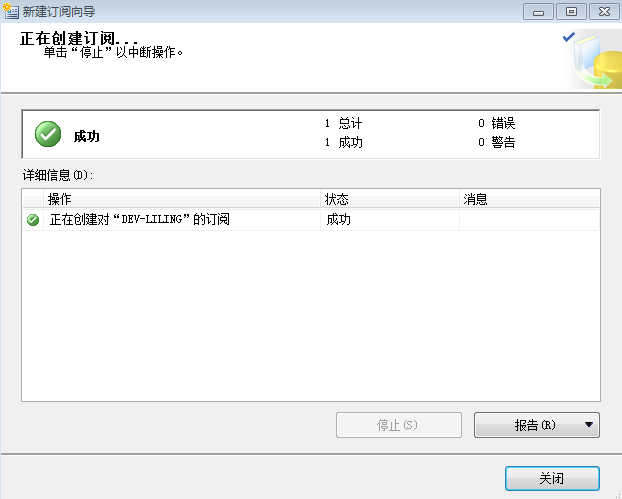 新建订阅向导
正在创建订阅...
单击“停止”以中断操作。
成功
1 总计
0 错误
1 成功
0 警告
详细信息(D):
操作 状态 消息
正在创建对“DEV-LILING”的订阅 成功
停止(S)
报告(R)
关闭